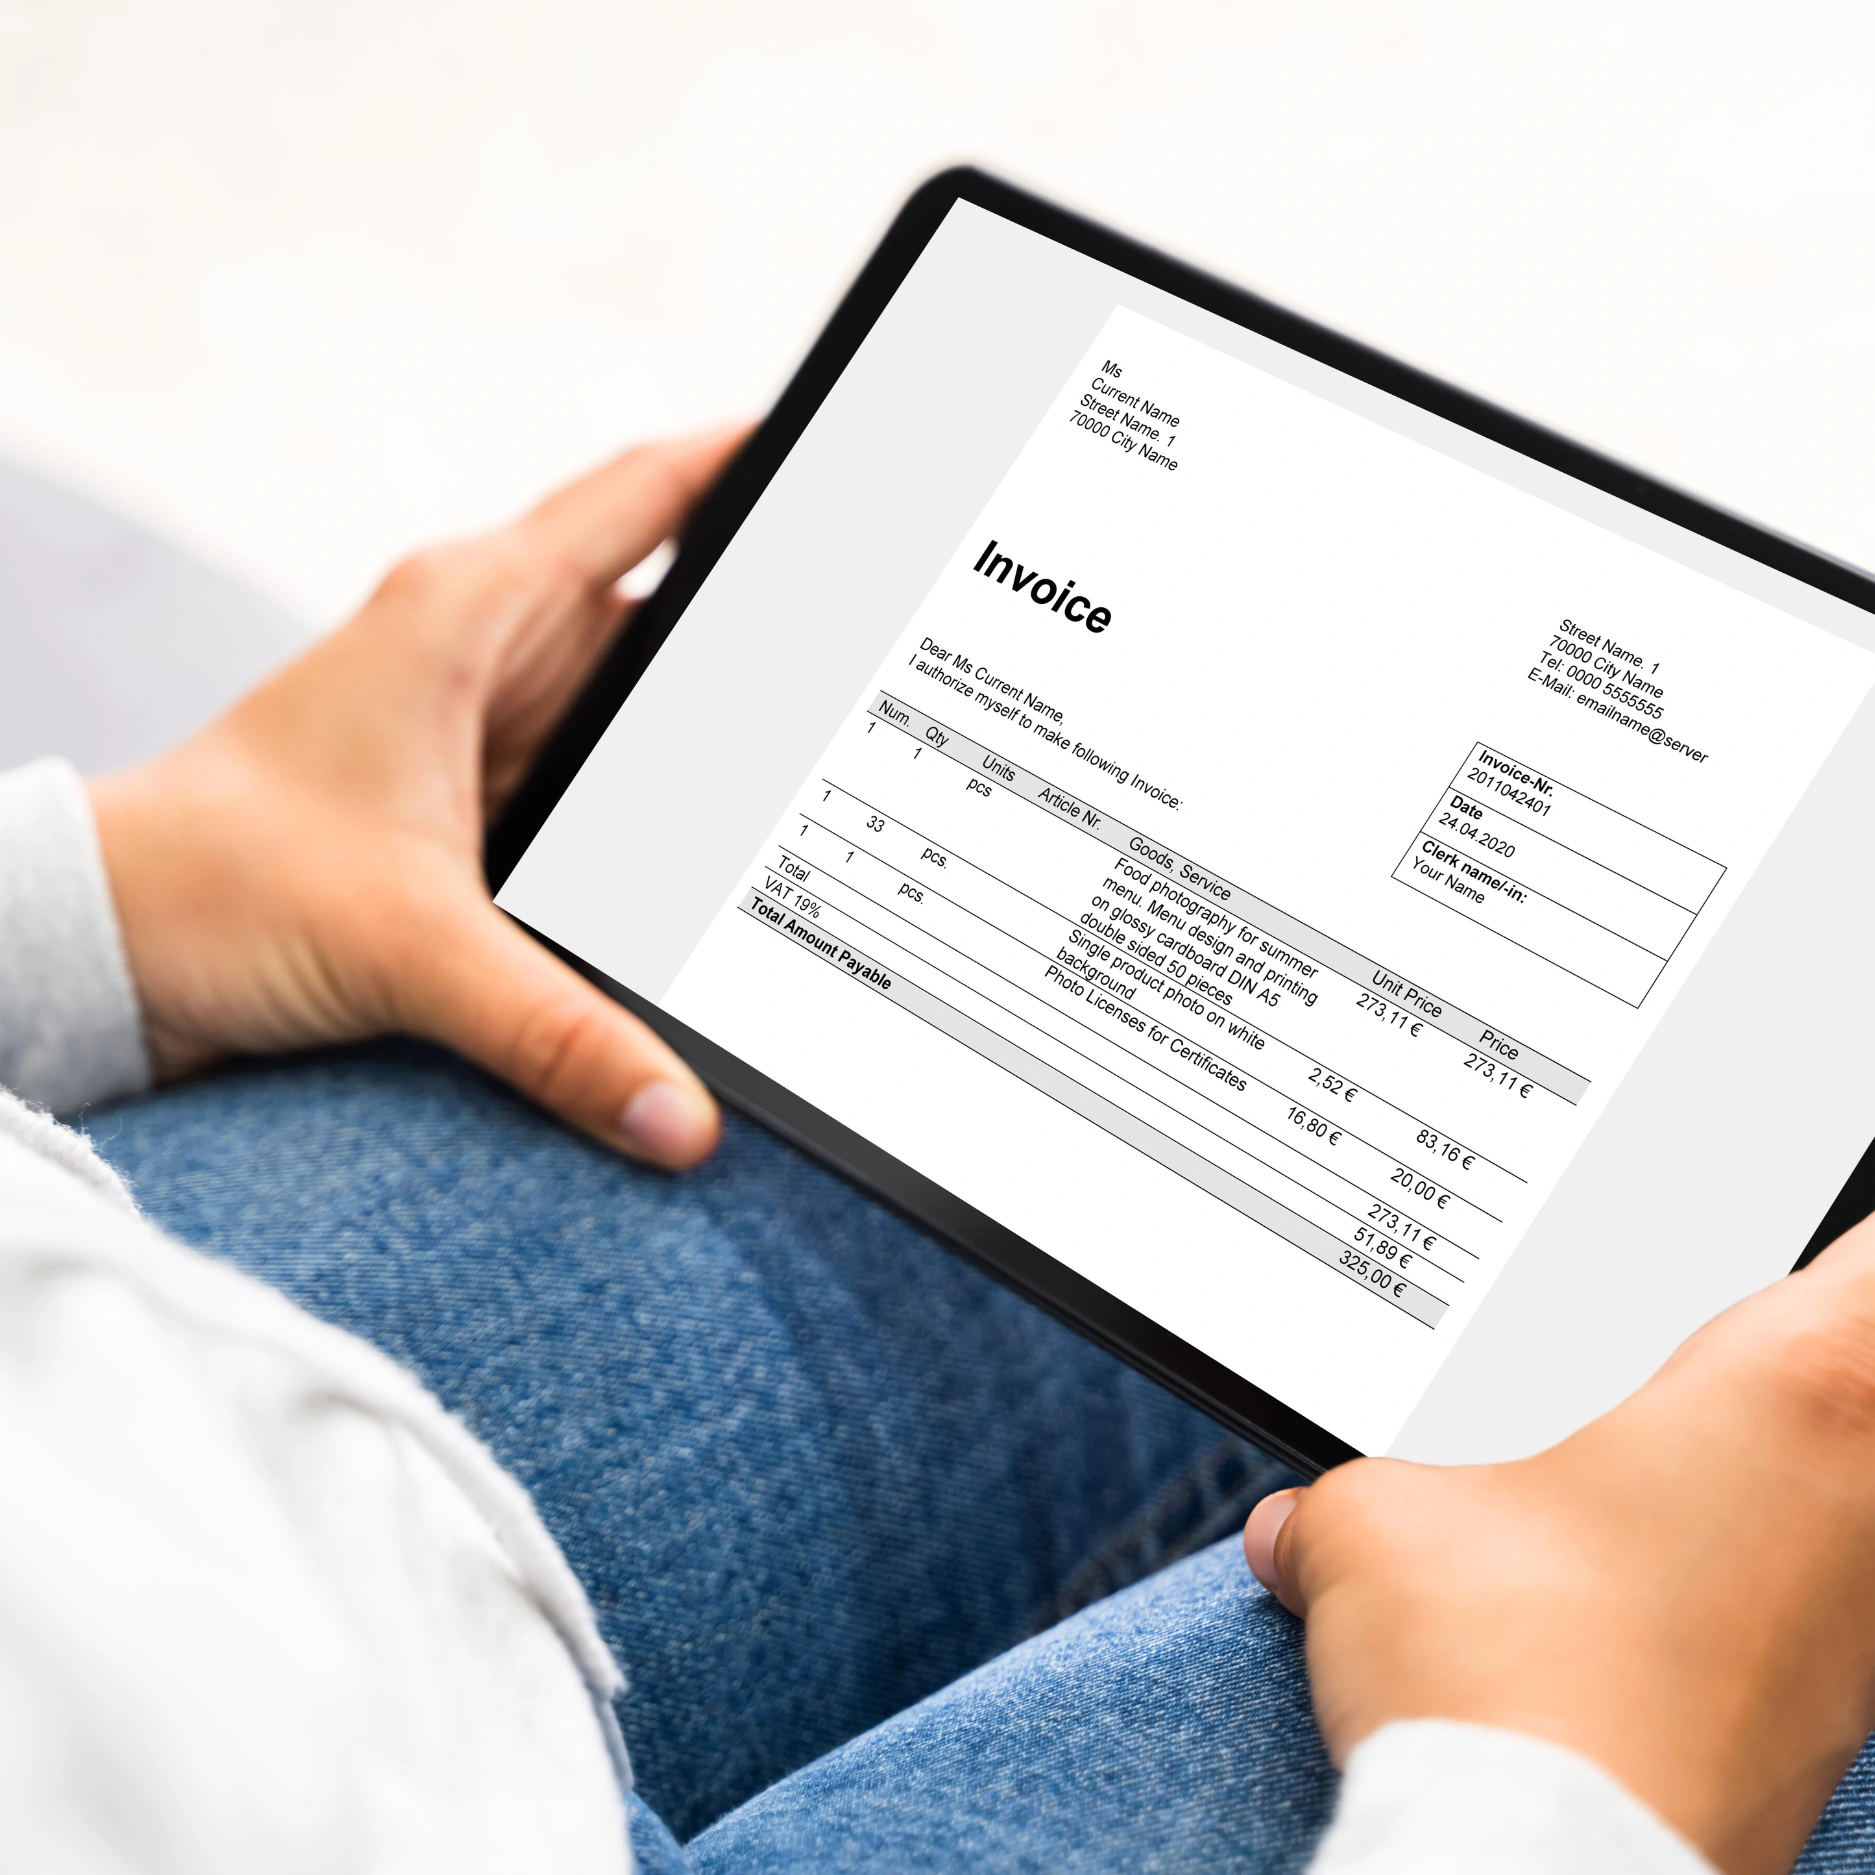 Ms
Current Name
Street Name. 1
70000 City Name
Invoice
Street Name. 1
70000 City Name
Tel: 0000 5555555
E-Mail: emailname@server
Invoice-Nr.
2011042401
Date
24.04.2020
Clerk name/-in:
Your Name
Dear Ms Current Name,
I authorize myself to make following Invoice:
Num. Qty Units Article Nr. Goods, Service Unit Price Price
1 1 pcs Food photography for summer 273,11 € 273,11 €
menu. Menu design and printing
on glossy cardboard DIN A5
double sided 50 pieces
1 33 pcs. Single product photo on white 2,52 € 83,16 €
background
1 1 pcs. Photo Licenses for Certificates 16,80 € 20,00 €
Total 273,11 €
VAT 19% 51,89 €
Total Amount Payable 325,00 €